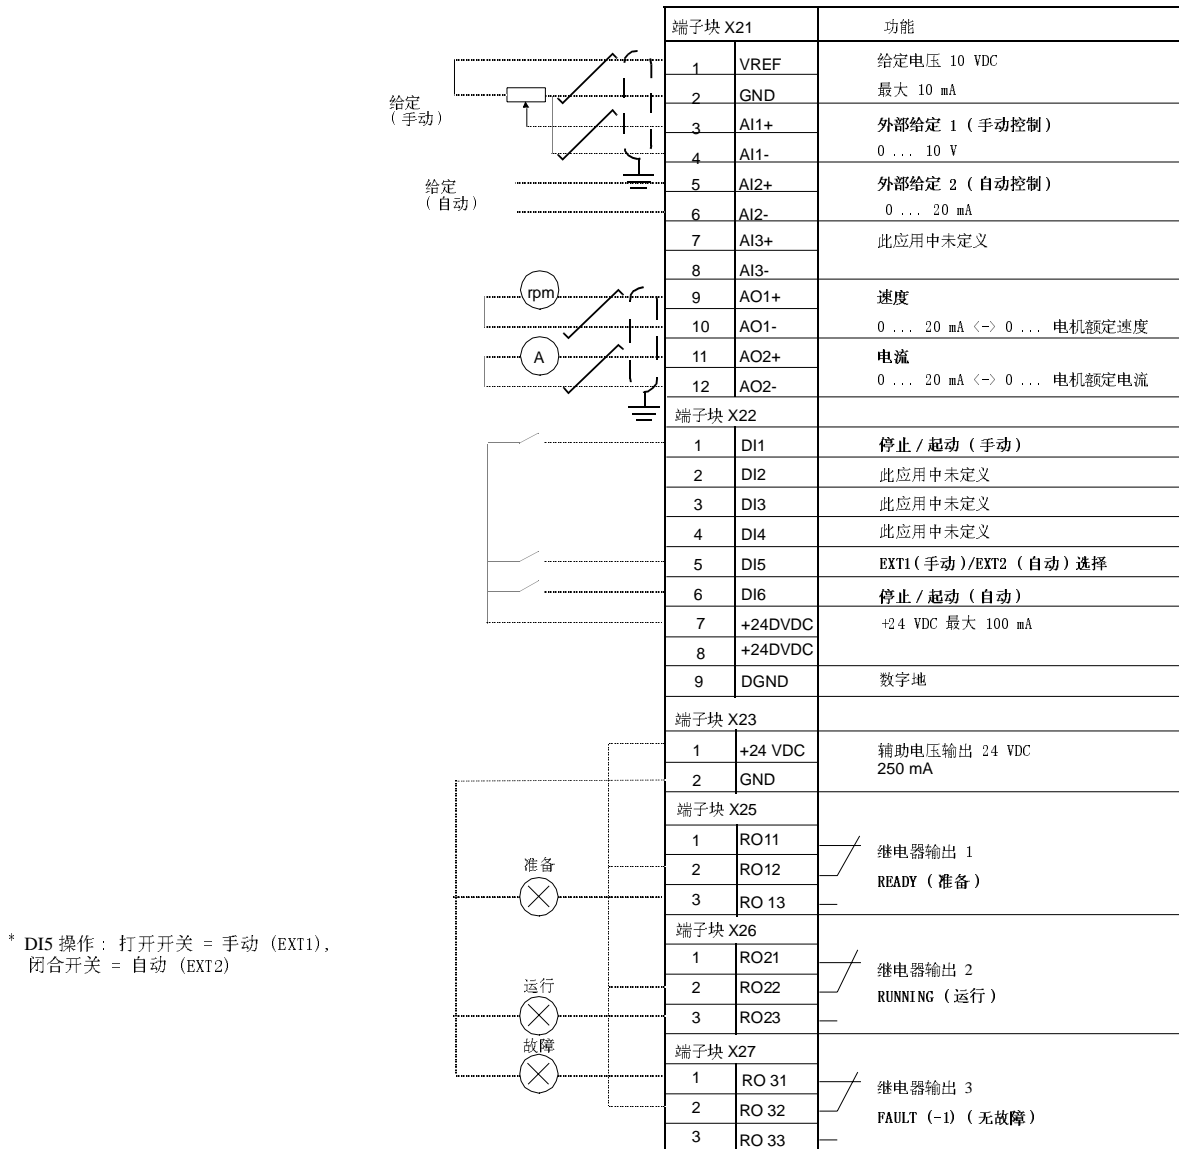 端子块 X21 功能
1 VREF 给定电压 10 VDC
2 GND 最大 10 mA
给定
（手动）
3 AI1+ 外部给定 1 (手动控制)
4 AI1- 0 ... 10 V
给定
（自动）
5 AI2+ 外部给定 2 (自动控制)
6 AI2- 0 ... 20 mA
7 AI3+ 此应用中未定义
8 AI3-
rpm
9 AO1+ 速度
10 AO1- 0 ... 20 mA <-> 0 ... 电机额定速度
A
11 AO2+ 电流
12 AO2- 0 ... 20 mA <-> 0 ... 电机额定电流
端子块 X22
1 DI1 停止 / 起动 (手动)
2 DI2 此应用中未定义
3 DI3 此应用中未定义
4 DI4 此应用中未定义
5 DI5 EXT1(手动)/EXT2 (自动)选择
6 DI6 停止 / 起动 (自动)
7 +24DVDC +24 VDC 最大 100 mA
8 +24DVDC
9 DGND 数字地
端子块 X23
1 +24 VDC 辅助电压输出 24 VDC
250 mA
2 GND
端子块 X25
1 RO11 继电器输出 1
准备
2 RO12
READY (准备)
3 RO 13
端子块 X26
* DI5 操作 : 打开开关 = 手动 (EXT1),
闭合开关 = 自动 (EXT2)
1 RO21 继电器输出 2
运行
2 RO22
RUNNING (运行)
3 RO23
故障
端子块 X27
1 RO 31 继电器输出 3
2 RO 32 FAULT (-1) (无故障)
3 RO 33